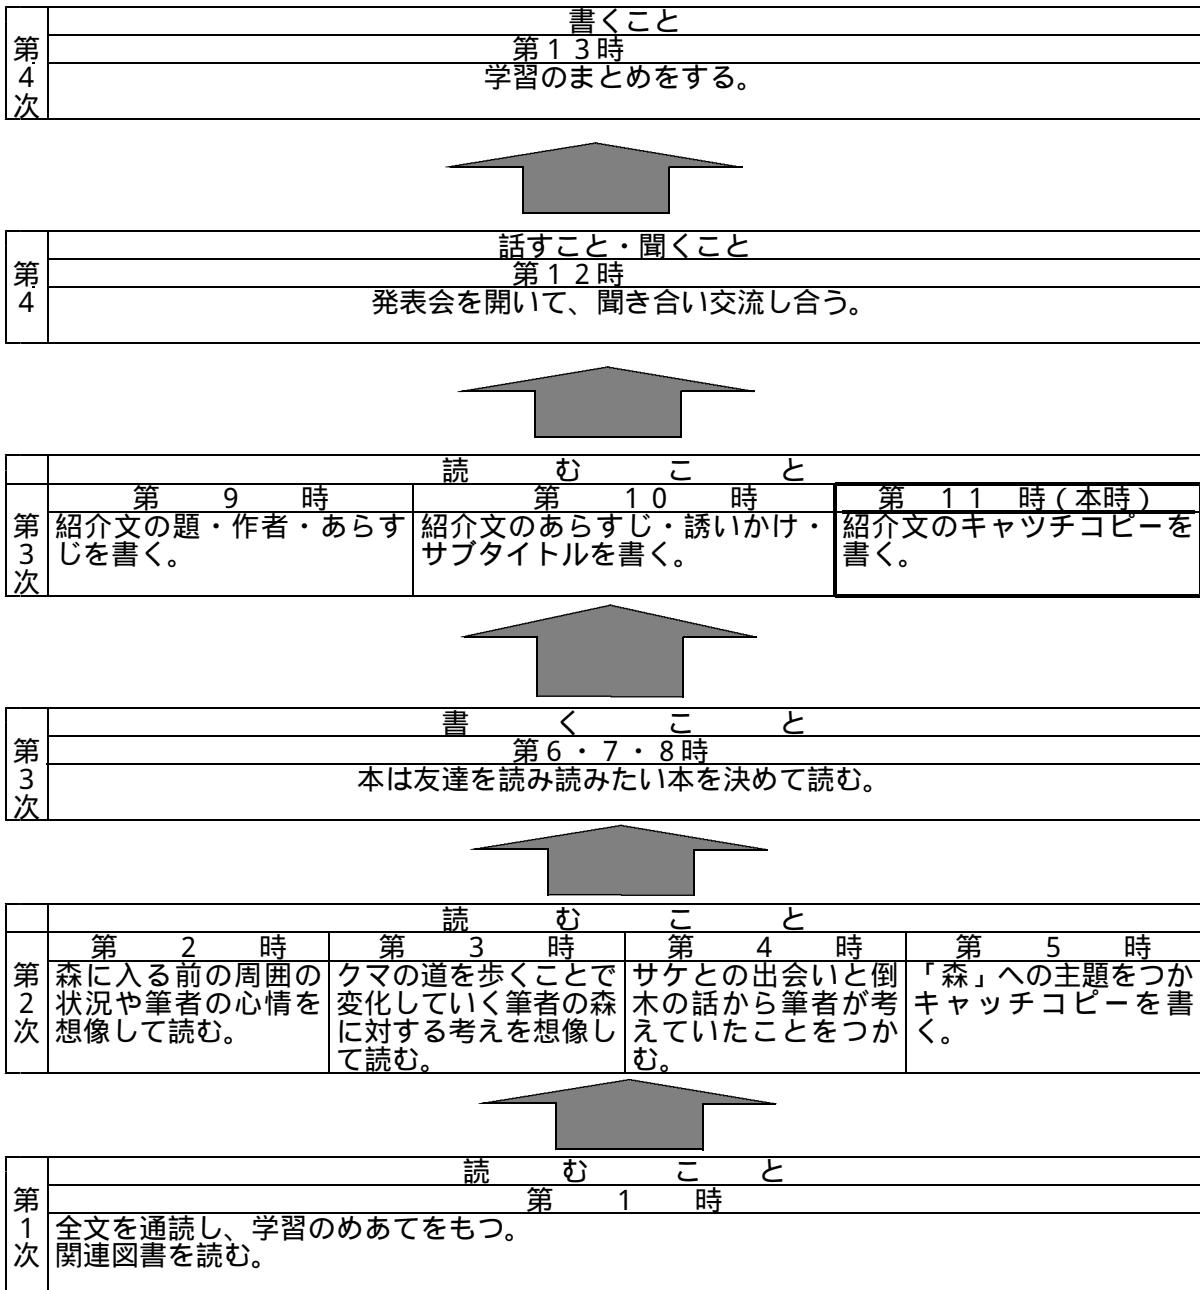 書くこと
第13時
第4次
学習のまとめをする。
話すこと・聞くこと
第12時
第4
発表会を開いて、聞き合い交流し合う。
読むこと
第9時
第10時
第11時(本時)
第3次
紹介文の題・作者・あらす
じを書く。
紹介文のあらすじ・誘いかけ・
サブタイトルを書く。
紹介文のキャツチコピーを
書く。
書くこと
第6・7・8時
第3次
本は友達を読み読みたい本を決めて読む。
読むこと
第2時
第3時
第4時
第5時
第2次
森に入る前の周囲の
状況や筆者の心情を
想像して読む。
クマの道を歩くことで
変化していく筆者の森
に対する考えを想像し
て読む。
サケとの出会いと倒
木の話から筆者が考
えていたことをつか
む。
「森」への主題をつか
キャッチコピーを書
く。
読むこと
第1時
第1次
全文を通読し、学習のめあてをもつ。
関連図書を読む。